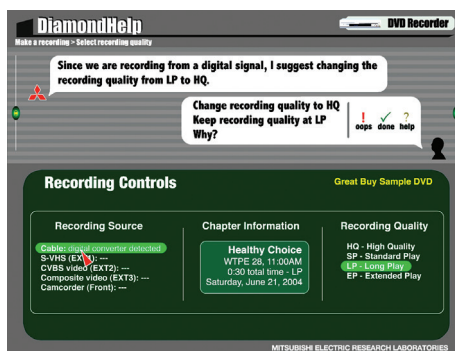 DiamondHelp
DVD Recorder
Make a recording > Select recording quality
Since we are recording from a digital signal, I suggest changing the
recording quality from LP to HQ.
Change recording quality to HQ
Keep recording quality at LP
Why?
! ✓ ?
oops done help
Recording Controls
Great Buy Sample DVD
Recording Source
Cable: digital converter detected
S-VHS (EXT1): ---
CVBS video (EXT2): ---
Composite video (EXT3): ---
Camcorder (Front): ---
Chapter Information
Healthy Choice
WTPE 28, 11:00AM
0:30 total time - LP
Saturday, June 21, 2004
Recording Quality
HQ - High Quality
SP - Standard Play
LP - Long Play
EP - Extended Play
MITSUBISHI ELECTRIC RESEARCH LABORATORIES